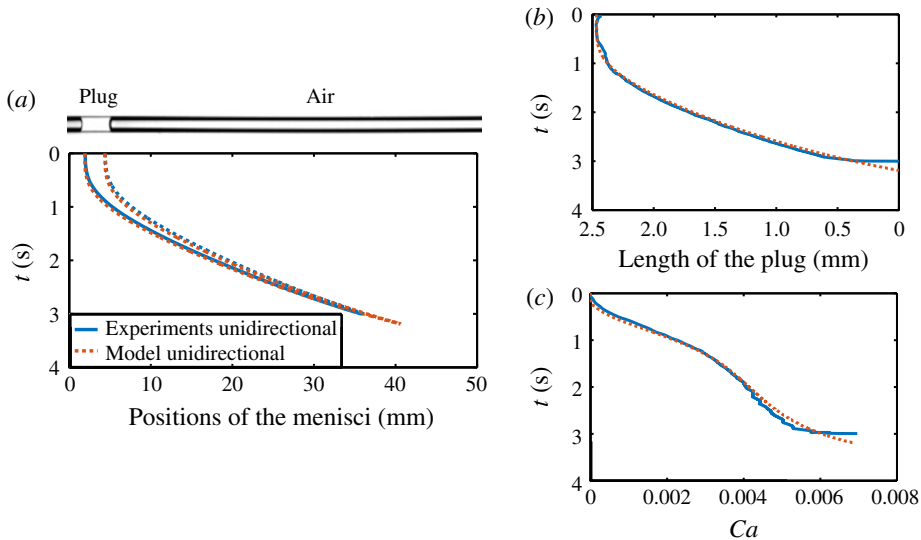 (a)
Plug
Air
0
1
2
3
4
t (s)
Experiments unidirectional
Model unidirectional
0
10
20
30
40
50
Positions of the menisci (mm)
(b)
0
1
2
3
4
t (s)
2.5
2.0
1.5
1.0
0.5
0
Length of the plug (mm)
(c)
0
1
2
3
4
t (s)
0
0.002
0.004
0.006
0.008
Ca